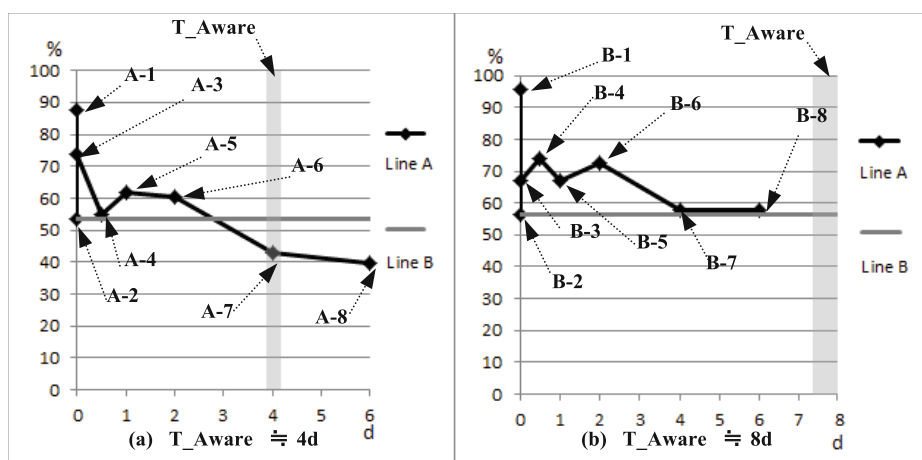 T_Aware
%
100
90
80
70
60
50
40
30
20
10
0
A-1
A-3
A-5
A-6
A-4
A-2
A-7
A-8
Line A
Line B
0 1 2 3 4 5 6
d
(a) T_Aware ≒ 4d
T_Aware
%
100
90
80
70
60
50
40
30
20
10
0
B-1
B-4
B-6
B-8
B-3
B-5
B-7
B-2
Line A
Line B
0 1 2 3 4 5 6 7 8
d
(b) T_Aware ≒ 8d